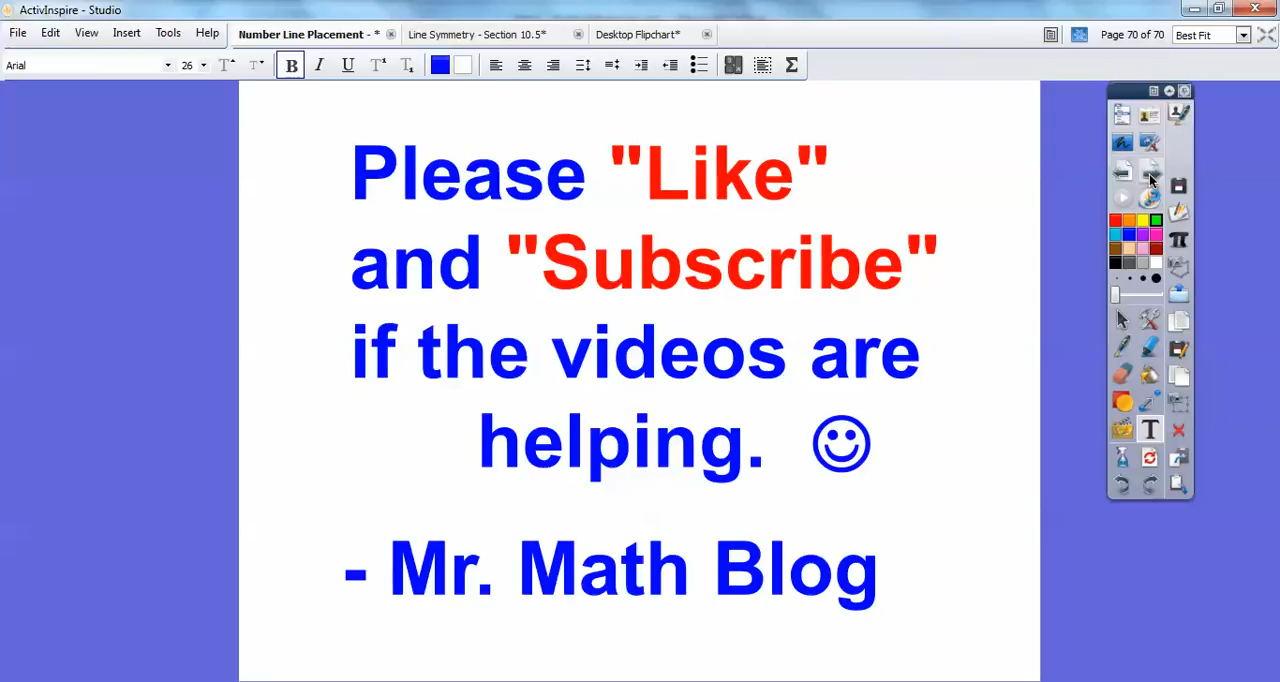 ActivInspire - Studio
File Edit View Insert Tools Help
Number Line Placement - * Line Symmetry - Section 10.5* Desktop Flipchart*
Page 70 of 70 Best Fit
Arial 26
Please "Like"
and "Subscribe"
if the videos are
helping. ☺
- Mr. Math Blog